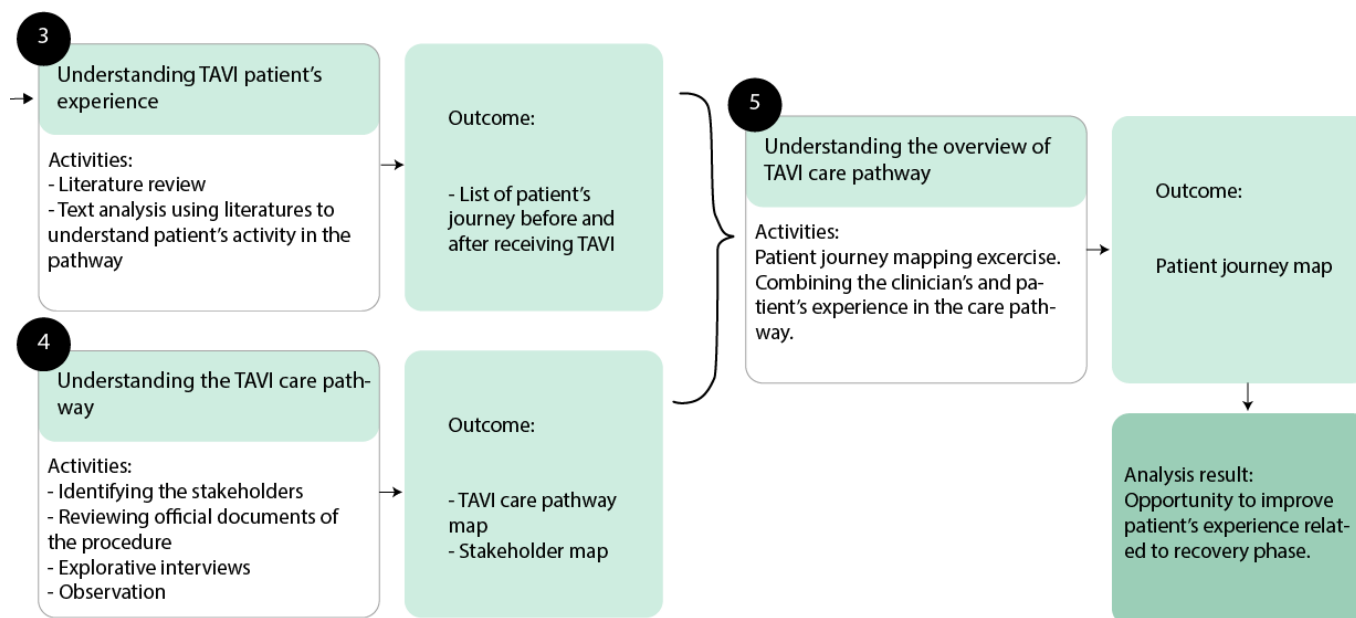 3
Understanding TAVI patient's
experience
Activities:
- Literature review
- Text analysis using literatures to
understand patient's activity in the
pathway
Outcome:
- List of patient's
journey before and
after receiving TAVI
4
Understanding the TAVI care path-
way
Activities:
- Identifying the stakeholders
- Reviewing official documents of
the procedure
- Explorative interviews
- Observation
Outcome:
- TAVI care pathway
map
- Stakeholder map
5
Understanding the overview of
TAVI care pathway
Activities:
Patient journey mapping excercise.
Combining the clinician's and pa-
tient's experience in the care path-
way.
Outcome:
Patient journey map
Analysis result:
Opportunity to improve
patient's experience relat-
ed to recovery phase.